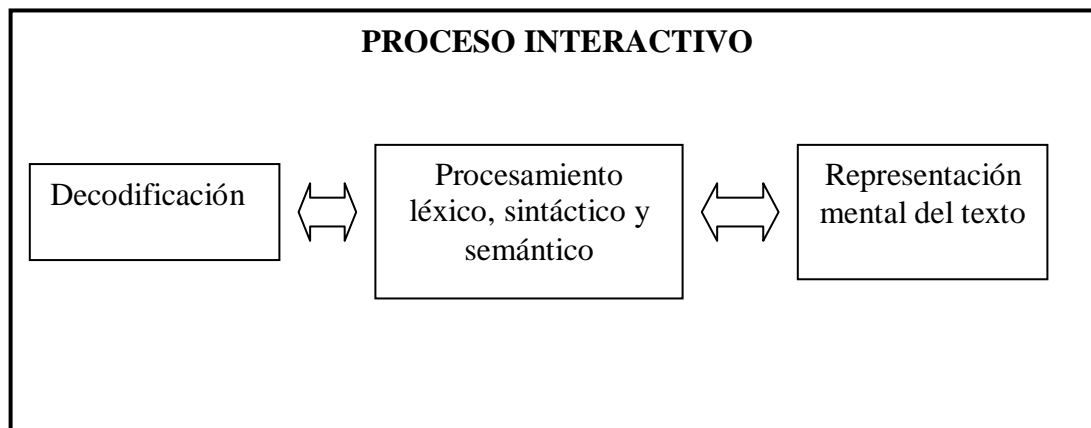 PROCESO INTERACTIVO
Decodificación
Procesamiento
léxico, sintáctico y
semántico
Representación
mental del texto